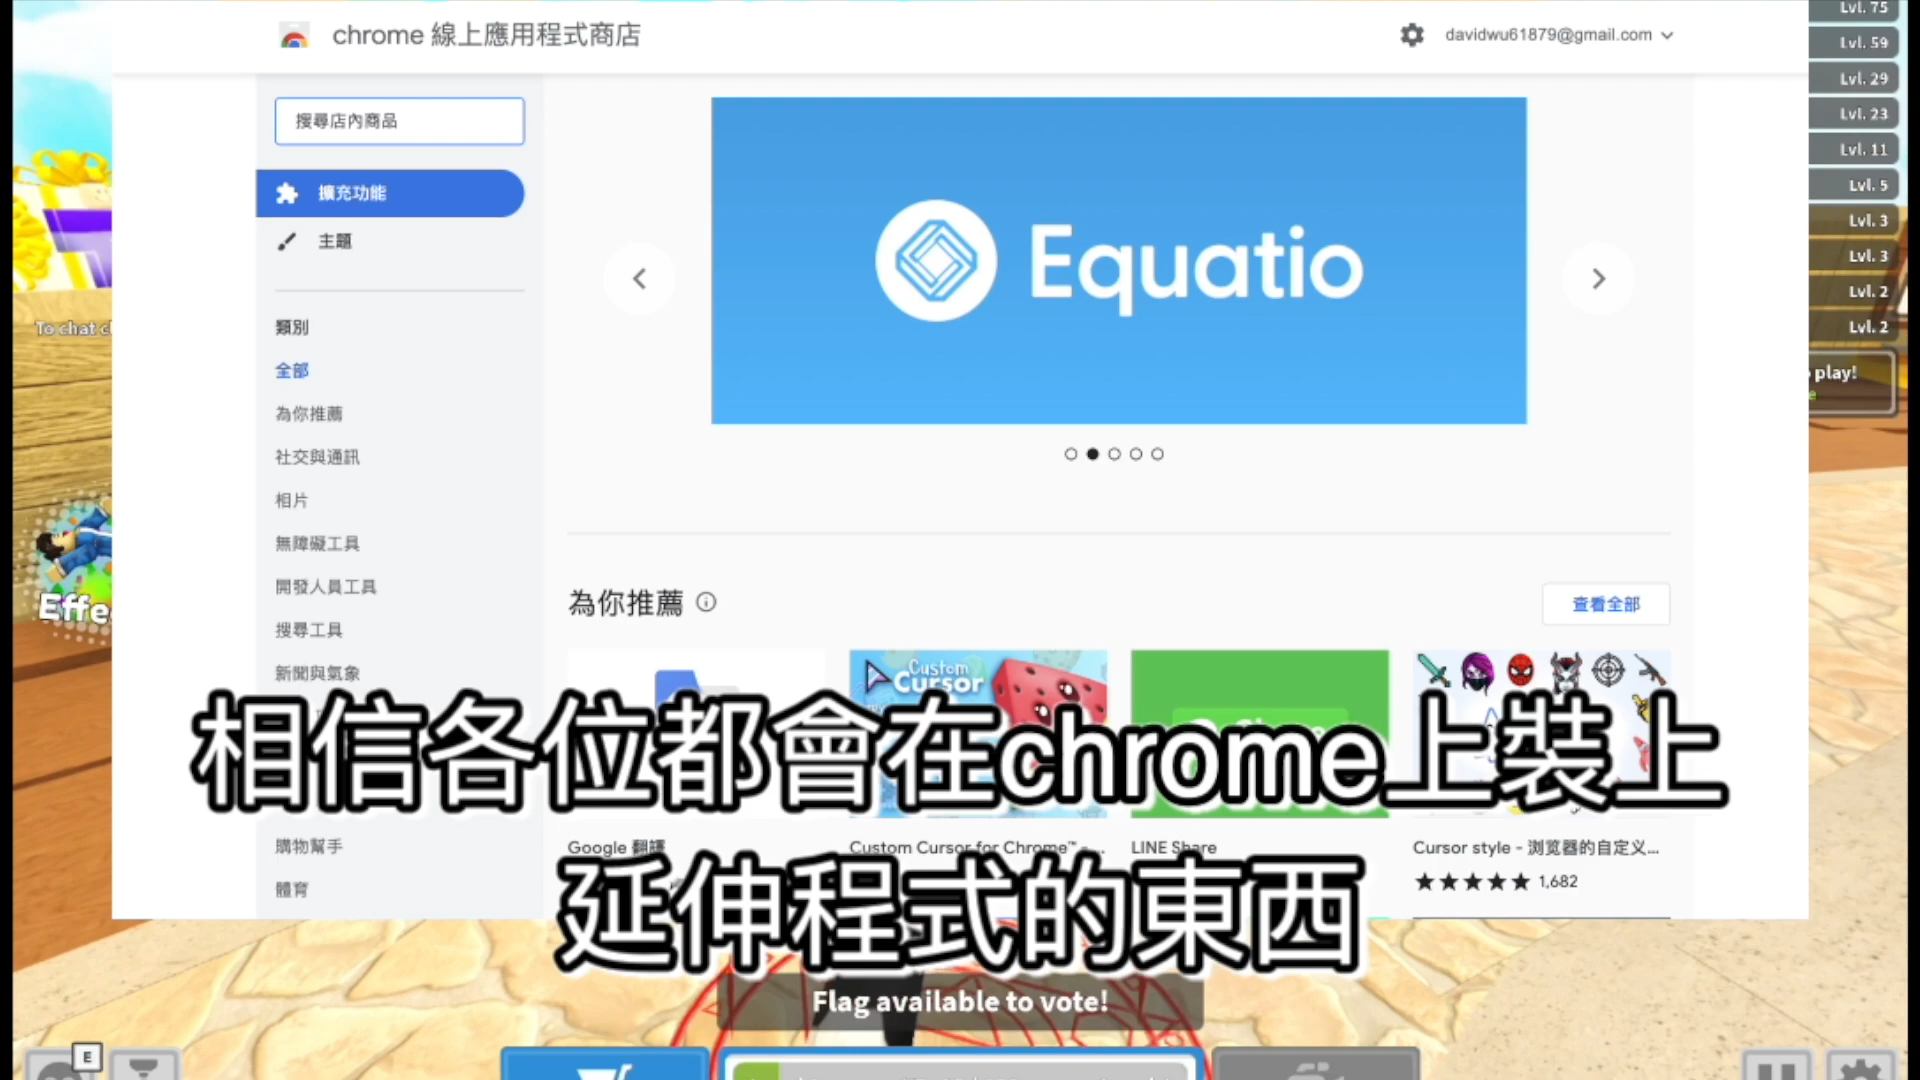 chrome 線上應用程式商店
davidwu61879@gmail.com
搜尋店內商品
擴充功能
主題
類別
全部
為你推薦
社交與通訊
相片
無障礙工具
開發人員工具
搜尋工具
新聞與氣象
購物幫手
體育
Equatio
為你推薦
查看全部
Custom Cursor
Google 翻譯
Custom Cursor for Chrome™ - ...
LINE Share
Cursor style - 浏览器的自定义...
1,682
相信各位都會在chrome上裝上
延伸程式的東西
Lvl. 75
Lvl. 59
Lvl. 29
Lvl. 23
Lvl. 11
Lvl. 5
Lvl. 3
Lvl. 3
Lvl. 2
Lvl. 2
play!
To chat
Effe
Flag available to vote!
E